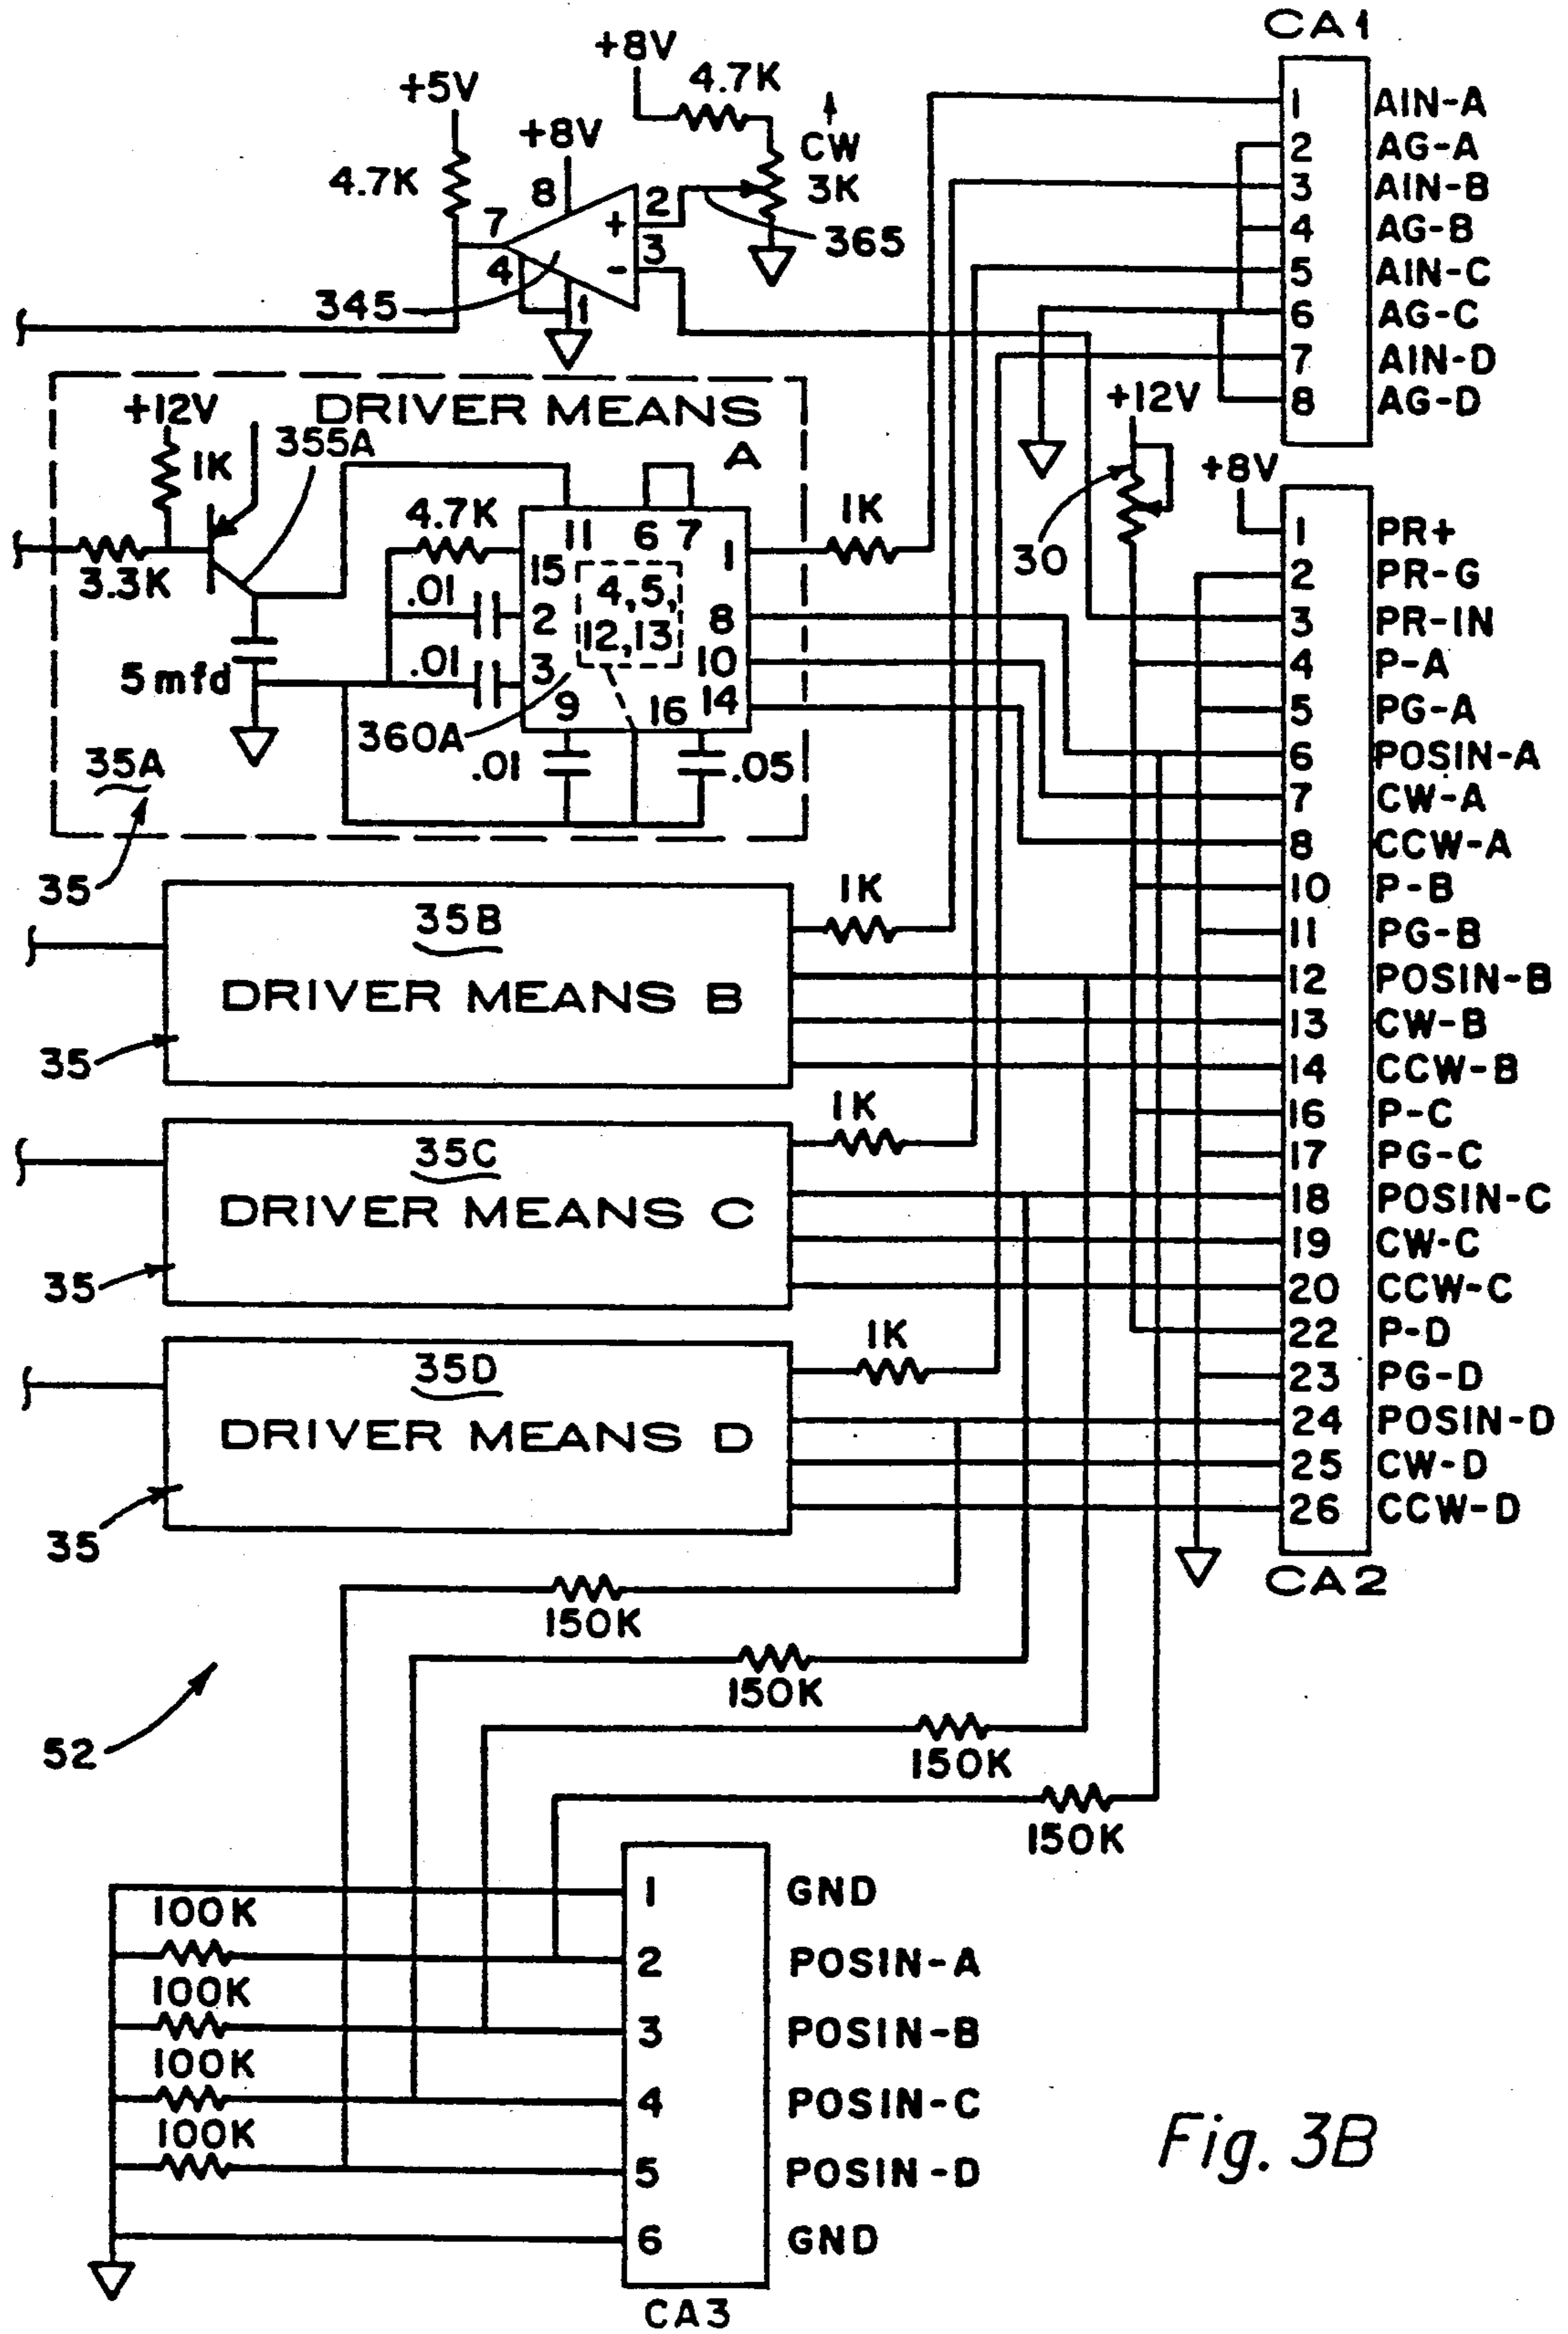 CA1
+8V
4.7K
+5V
+8V
CW
3K
4.7K
8
2
+
7
3
-
4
1
365
345
1 AIN-A
2 AG-A
3 AIN-B
4 AG-B
5 AIN-C
6 AG-C
7 AIN-D
8 AG-D
DRIVER MEANS
A
+12V
355A
1K
3.3K
5mfd
4.7K
.01
.01
11 6 7
1
15
2
3
4,5,
12,13
8
10
14
9
16
360A
.01
.05
1K
35A
35
+12V
30
+8V
1 PR+
2 PR-G
3 PR-IN
4 P-A
5 PG-A
6 POSIN-A
7 CW-A
8 CCW-A
10 P-B
11 PG-B
12 POSIN-B
13 CW-B
14 CCW-B
16 P-C
17 PG-C
18 POSIN-C
19 CW-C
20 CCW-C
22 P-D
23 PG-D
24 POSIN-D
25 CW-D
26 CCW-D
CA2
35B
DRIVER MEANS B
1K
35
35C
DRIVER MEANS C
1K
35
35D
DRIVER MEANS D
1K
35
150K
150K
150K
150K
52
1 GND
100K
2 POSIN-A
100K
3 POSIN-B
100K
4 POSIN-C
100K
5 POSIN-D
6 GND
CA3
Fig. 3B